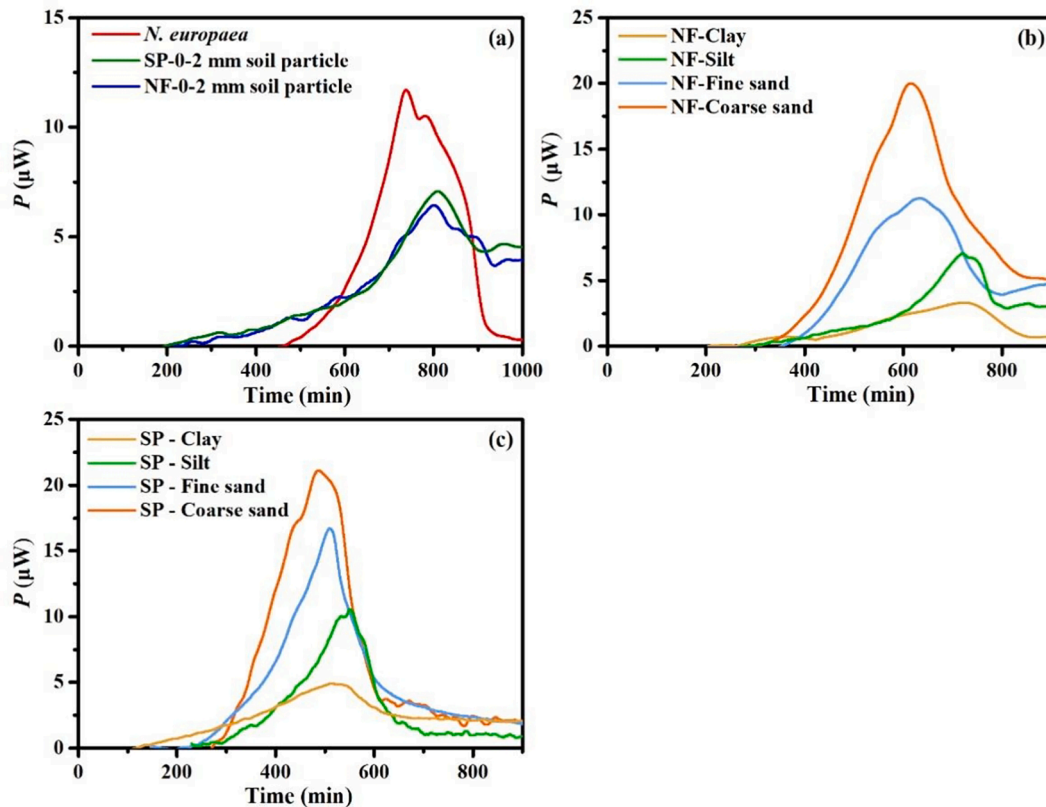 15
10
5
0
P (µW)
N. europaea
SP-0-2 mm soil particle
NF-0-2 mm soil particle
(a)
0 200 400 600 800 1000
Time (min)
25
20
15
10
5
0
P (µW)
NF-Clay
NF-Silt
NF-Fine sand
NF-Coarse sand
(b)
0 200 400 600 800
Time (min)
25
20
15
10
5
0
P (µW)
SP - Clay
SP - Silt
SP - Fine sand
SP - Coarse sand
(c)
0 200 400 600 800
Time (min)